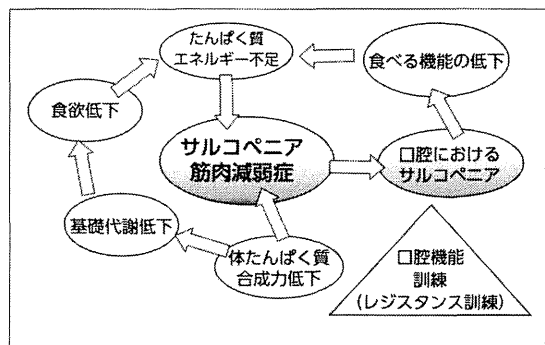 たんぱく質
エネルギー不足
食べる機能の低下
食欲低下
サルコペニア
筋肉減弱症
口腔における
サルコペニア
基礎代謝低下
体たんぱく質
合成力低下
口腔機能
訓練
(レジスタンス訓練)